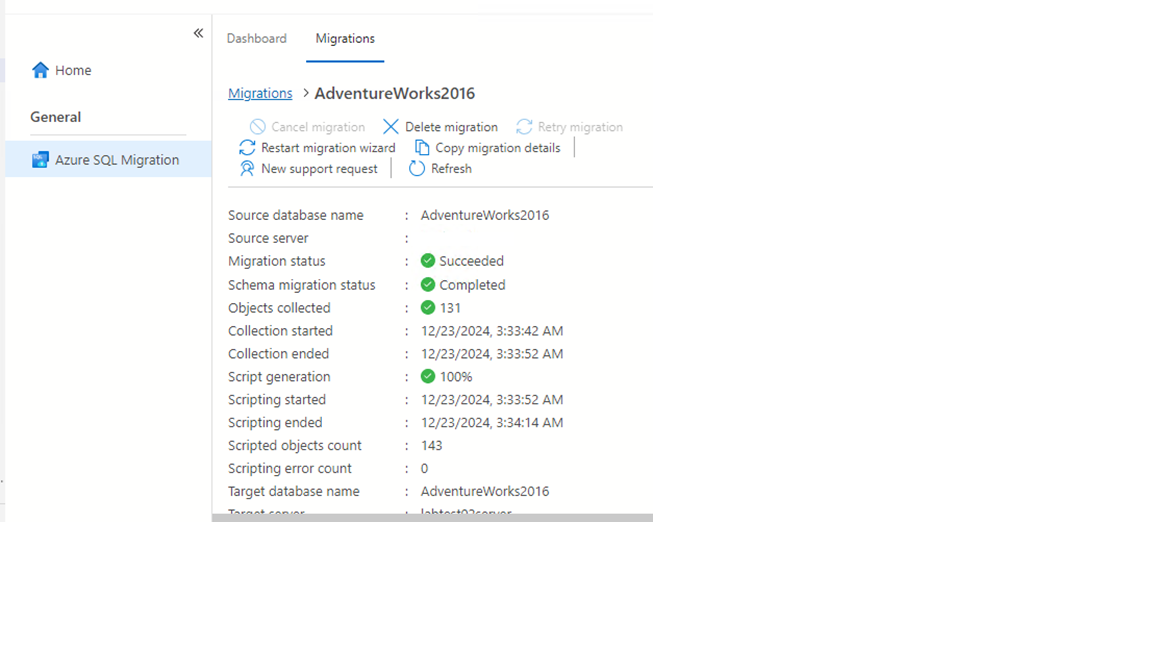 «
Home
General
Azure SQL Migration
Dashboard Migrations
Migrations > AdventureWorks2016
Cancel migration Delete migration Retry migration
Restart migration wizard Copy migration details
New support request Refresh
Source database name : AdventureWorks2016
Source server :
Migration status : Succeeded
Schema migration status : Completed
Objects collected : 131
Collection started : 12/23/2024, 3:33:42 AM
Collection ended : 12/23/2024, 3:33:52 AM
Script generation : 100%
Scripting started : 12/23/2024, 3:33:52 AM
Scripting ended : 12/23/2024, 3:34:14 AM
Scripted objects count : 143
Scripting error count : 0
Target database name : AdventureWorks2016
Target server :